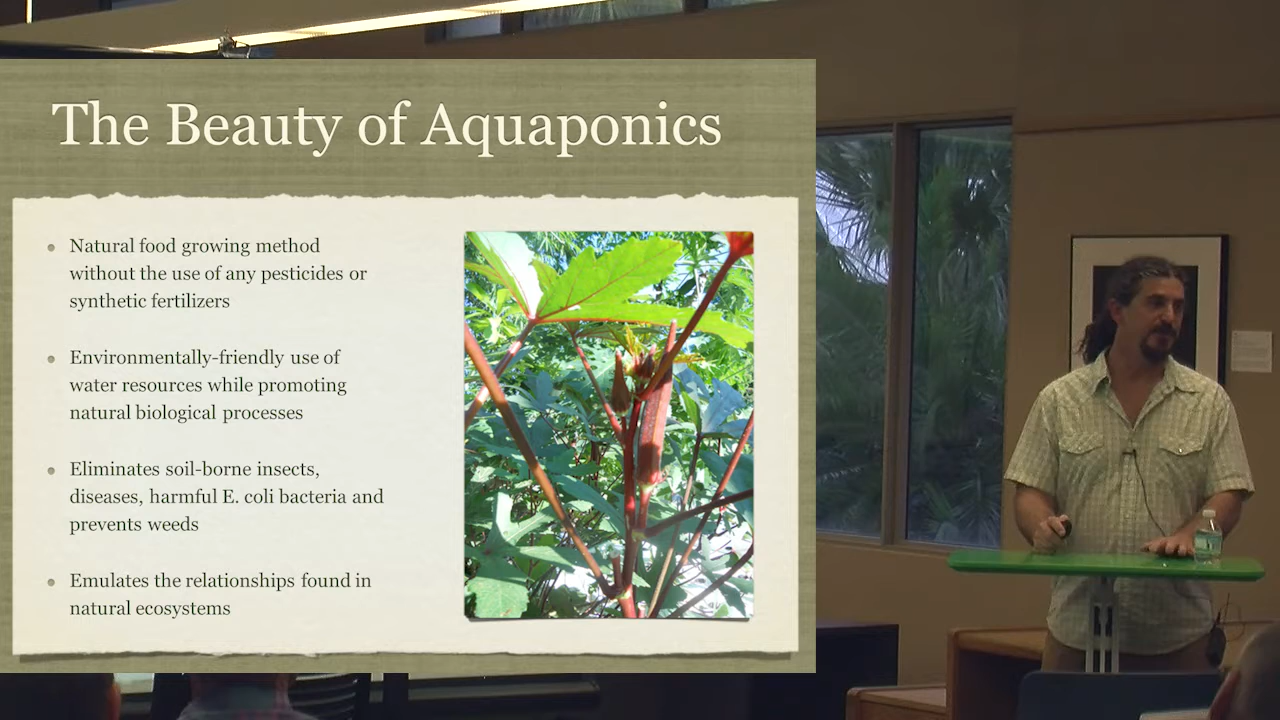 The Beauty of Aquaponics
Natural food growing method
without the use of any pesticides or
synthetic fertilizers
Environmentally-friendly use of
water resources while promoting
natural biological processes
Eliminates soil-borne insects,
diseases, harmful E. coli bacteria and
prevents weeds
Emulates the relationships found in
natural ecosystems